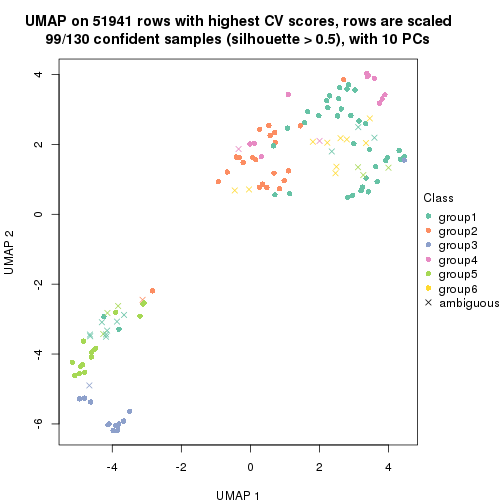 UMAP on 51941 rows with highest CV scores, rows are scaled
99/130 confident samples (silhouette > 0.5), with 10 PCs
4
2
0
-2
-4
-6
UMAP 2
-4
-2
0
2
4
UMAP 1
Class
group1
group2
group3
group4
group5
group6
ambiguous